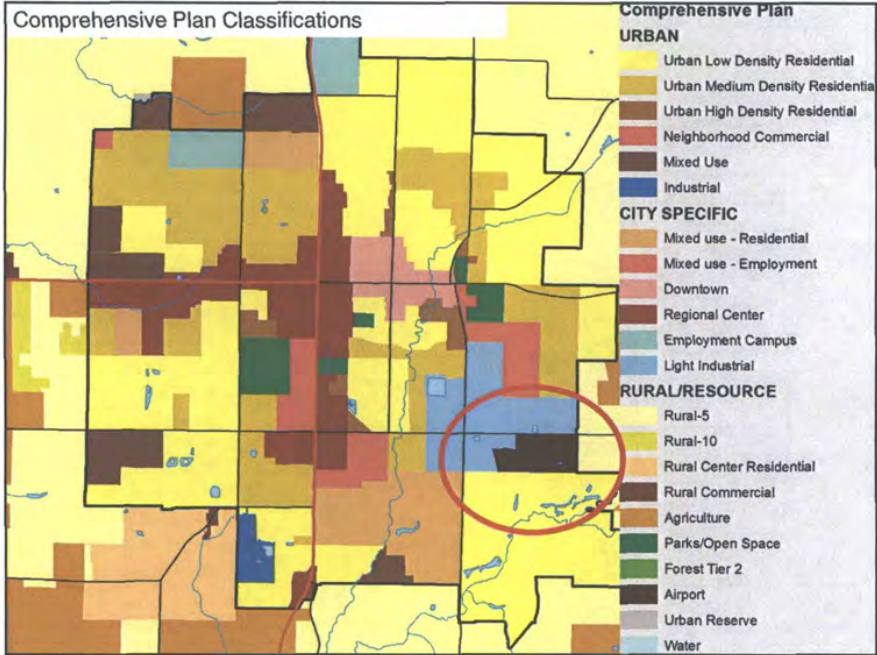 Comprehensive Plan Classifications
Comprehensive Plan
URBAN
Urban Low Density Residential
Urban Medium Density Residentia
Urban High Density Residential
Neighborhood Commercial
Mixed Use
Industrial
CITY SPECIFIC
Mixed use - Residential
Mixed use - Employment
Downtown
Regional Center
Employment Campus
Light Industrial
RURAL/RESOURCE
Rural-5
Rural-10
Rural Center Residential
Rural Commercial
Agriculture
Parks/Open Space
Forest Tier 2
Airport
Urban Reserve
Water